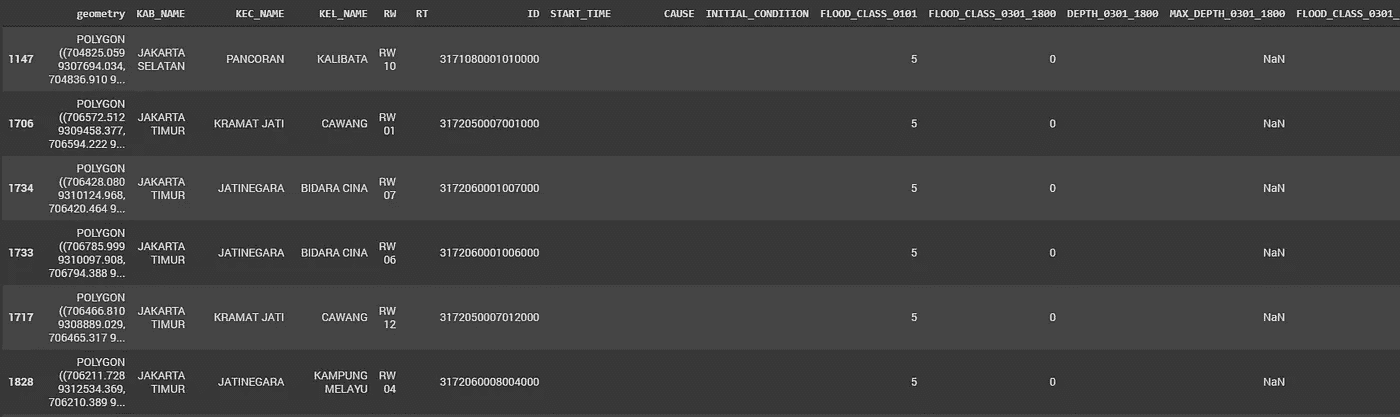 geometry KAB_NAME KEC_NAME KEL_NAME RW RT ID START_TIME CAUSE INITIAL_CONDITION FLOOD_CLASS_0101 FLOOD_CLASS_0301_1800 DEPTH_0301_1800 MAX_DEPTH_0301_1800 FLOOD_CLASS_0301_
POLYGON
((704825.059 JAKARTA RW
1147 9307694.034, SELATAN PANCORAN KALIBATA 10 3171080001010000 5 0 NaN
704836.910 9...
POLYGON
((706572.512 JAKARTA RW
1706 9309458.377, TIMUR KRAMAT JATI CAWANG 01 3172050007001000 5 0 NaN
706594.222 9...
POLYGON
((706428.080 JAKARTA RW
1734 9310124.968, TIMUR JATINEGARA BIDARA CINA 07 3172060001007000 5 0 NaN
706420.464 9...
POLYGON
((706785.999 JAKARTA RW
1733 9310097.908, TIMUR JATINEGARA BIDARA CINA 06 3172060001006000 5 0 NaN
706794.388 9...
POLYGON
((706466.810 JAKARTA RW
1717 9308889.029, TIMUR KRAMAT JATI CAWANG 12 3172050007012000 5 0 NaN
706465.317 9...
POLYGON
((706211.728 JAKARTA KAMPUNG RW
1828 9312534.369, TIMUR JATINEGARA MELAYU 04 3172060008004000 5 0 NaN
706210.389 9...